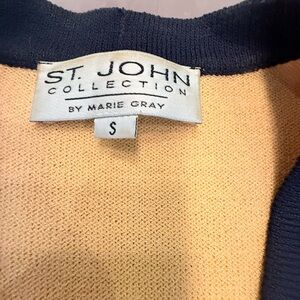 ST. JOHN
COLLECTION
BY MARIE GRAY
S